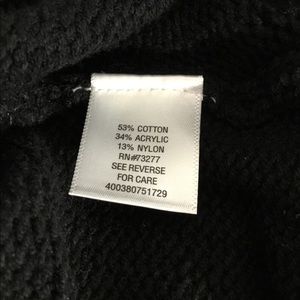 53% COTTON
34% ACRYLIC
13% NYLON
RN#73277
SEE REVERSE
FOR CARE
400380751729